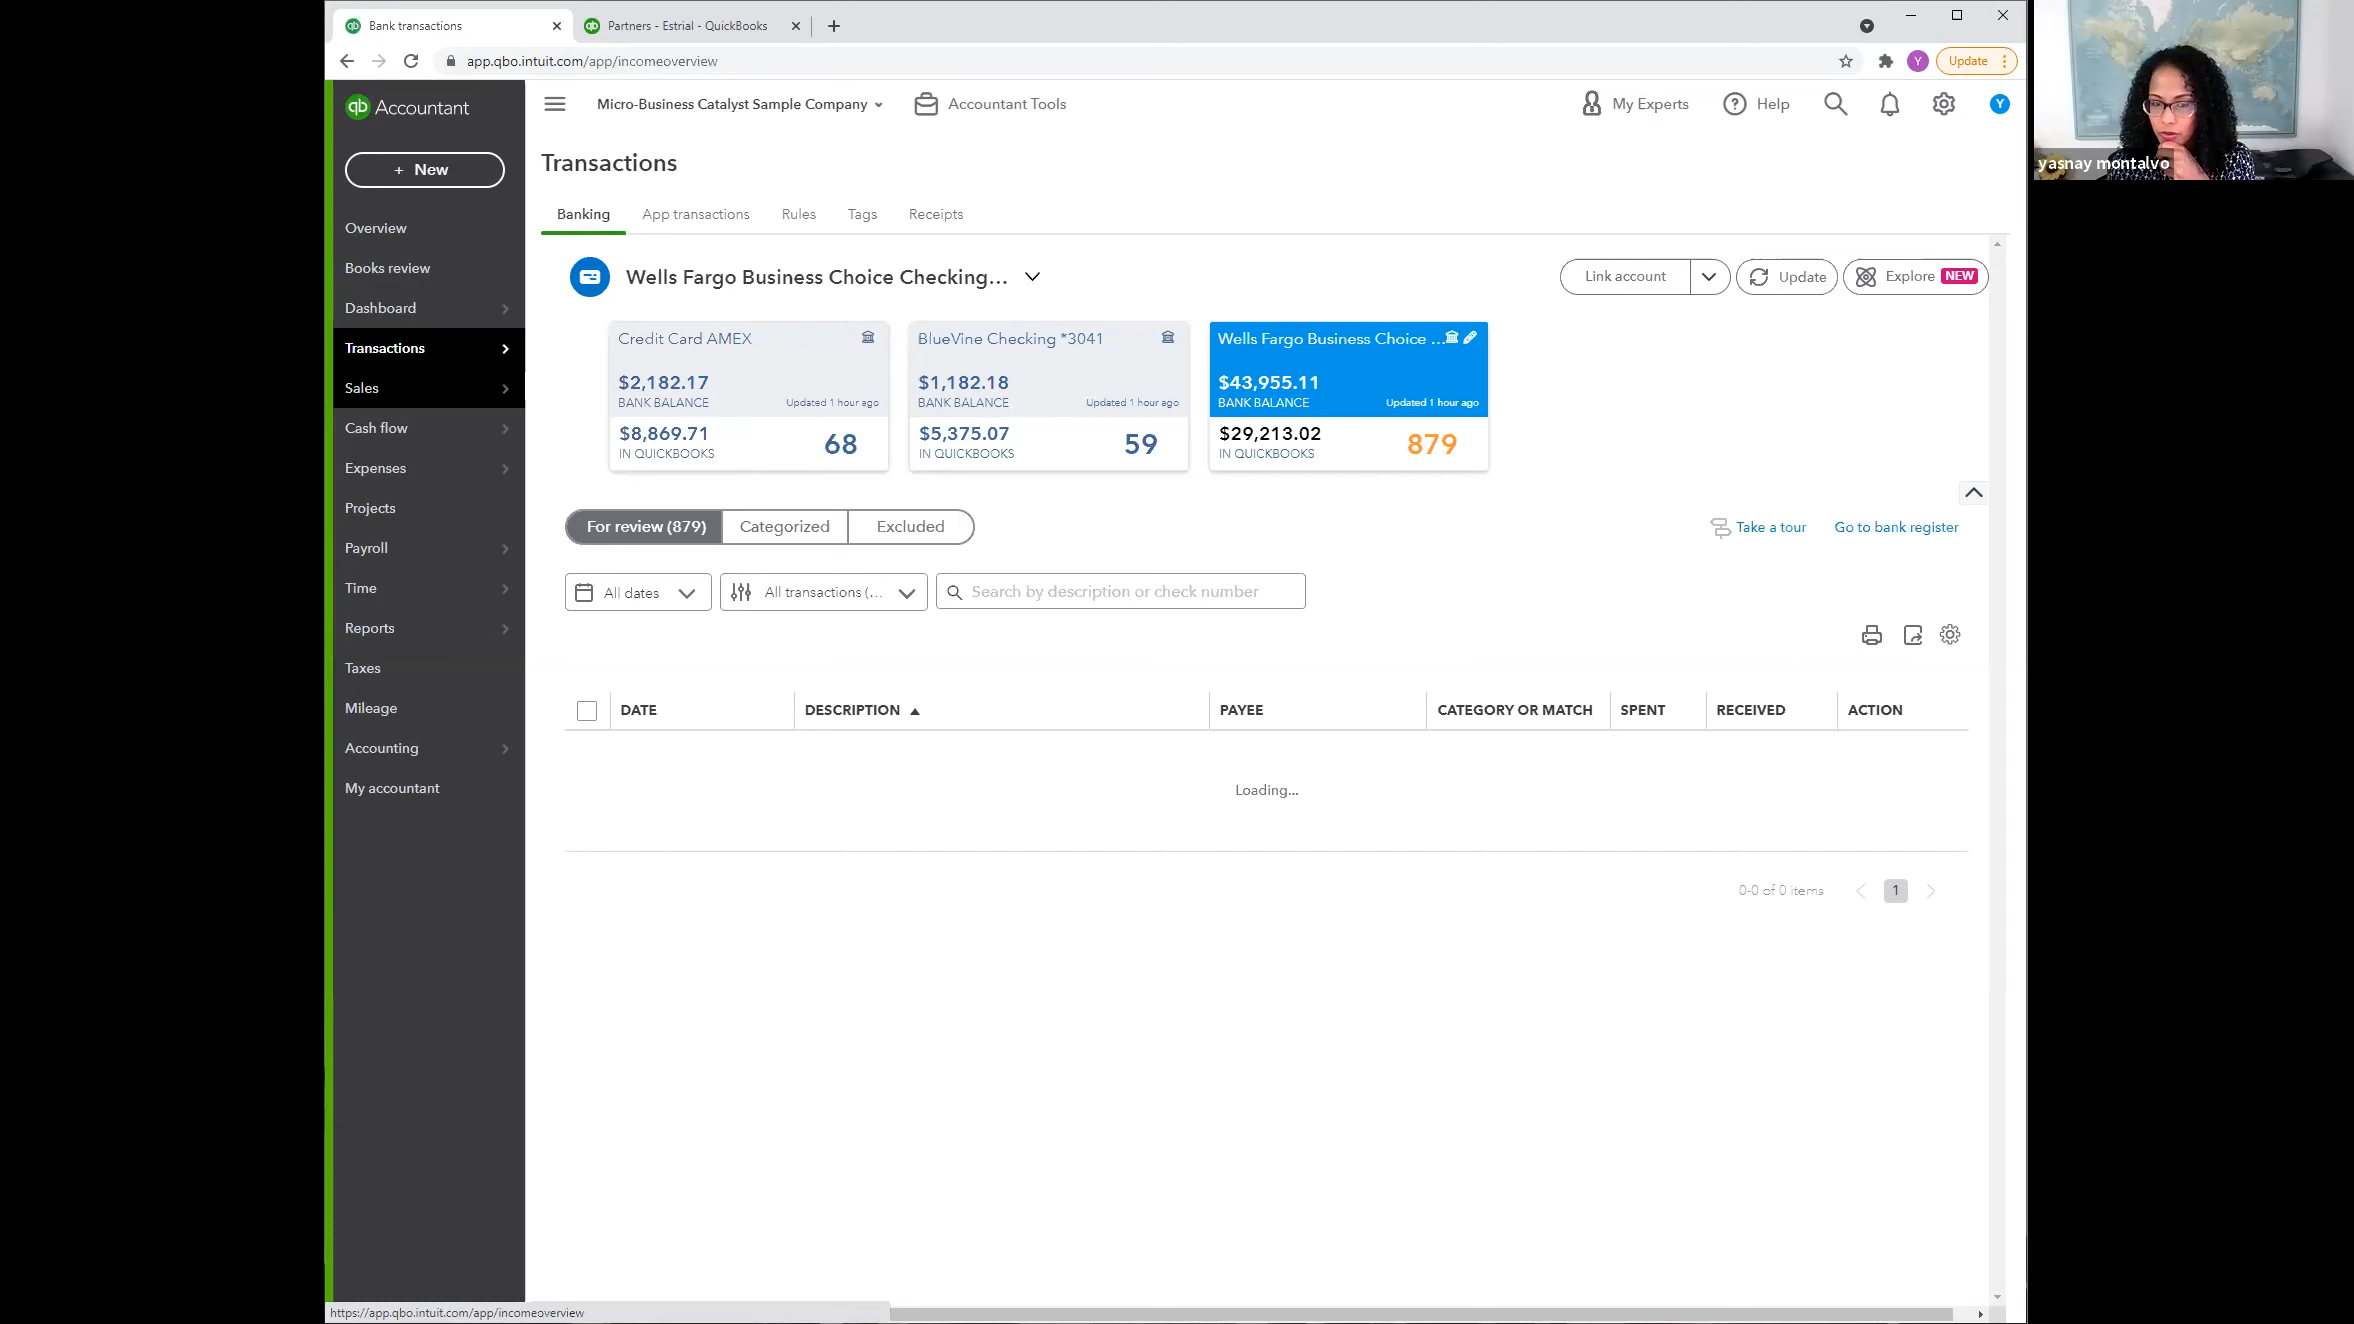 Bank transactions
Partners - Estrial - QuickBooks
app.qbo.intuit.com/app/incomeoverview
Y
Update
qb Accountant
Micro-Business Catalyst Sample Company
Accountant Tools
My Experts
Help
Y
+ New
Overview
Books review
Dashboard
Transactions
Sales
Cash flow
Expenses
Projects
Payroll
Time
Reports
Taxes
Mileage
Accounting
My accountant
Transactions
Banking
App transactions
Rules
Tags
Receipts
Wells Fargo Business Choice Checking...
Link account
Update
Explore NEW
Credit Card AMEX
$2,182.17
BANK BALANCE
Updated 1 hour ago
$8,869.71
IN QUICKBOOKS
68
BlueVine Checking *3041
$1,182.18
BANK BALANCE
Updated 1 hour ago
$5,375.07
IN QUICKBOOKS
59
Wells Fargo Business Choice ...
$43,955.11
BANK BALANCE
Updated 1 hour ago
$29,213.02
IN QUICKBOOKS
879
For review (879)
Categorized
Excluded
Take a tour
Go to bank register
All dates
All transactions (...
Search by description or check number
DATE
DESCRIPTION
PAYEE
CATEGORY OR MATCH
SPENT
RECEIVED
ACTION
Loading...
0-0 of 0 items
1
https://app.qbo.intuit.com/app/incomeoverview
yasnay montalvo